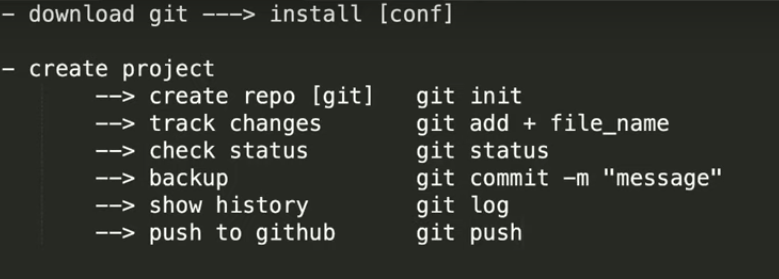 - download git ---> install [conf]
- create project
--> create repo [git] git init
--> track changes git add + file_name
--> check status git status
--> backup git commit -m "message"
--> show history git log
--> push to github git push